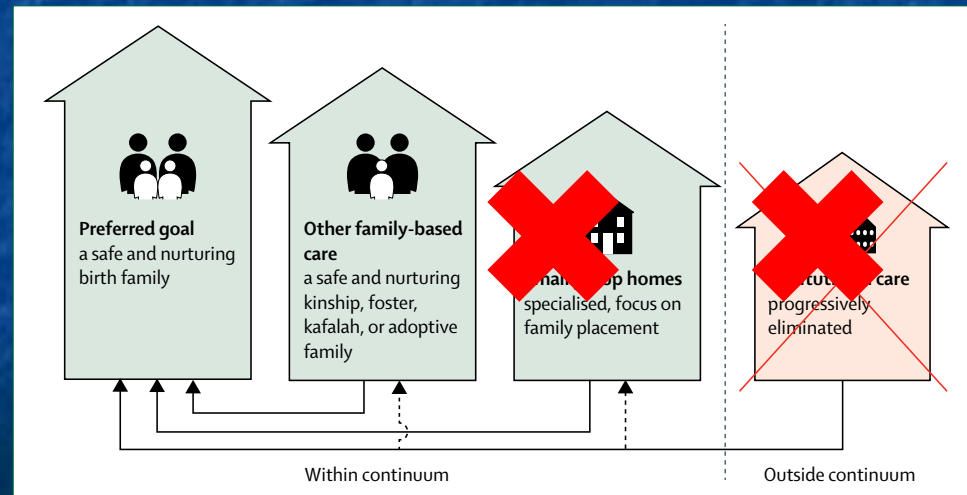 Preferred goal
a safe and nurturing
birth family
Other family-based
care
a safe and nurturing
kinship, foster,
kafalah, or adoptive
family
homes
specialised, focus on
family placement
care
progressively
eliminated
Within continuum
Outside continuum